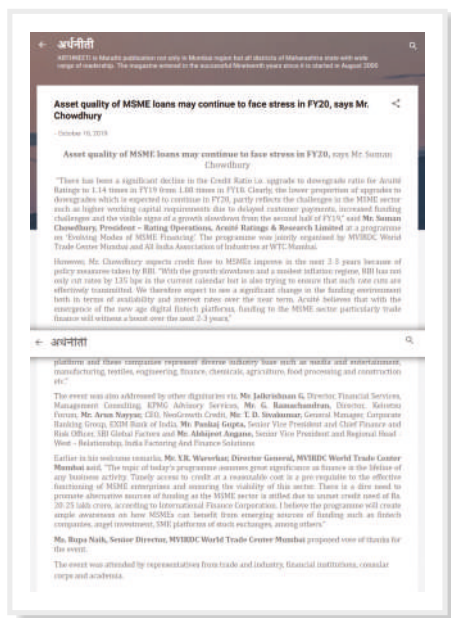 अर्थनीती
ARTHNEETI is Marathi publication not only in Mumbai region but all districts of Maharashtra state with wide
range of readership. The magazine entered in the successful Nineteenth years since it is started in August 2000
Asset quality of MSME loans may continue to face stress in FY20, says Mr.
Chowdhury
- October 16, 2019
Asset quality of MSME loans may continue to face stress in FY20, says Mr. Suman
Chowdhury
"There has been a significant decline in the Credit Ratio i.e. upgrade to downgrade ratio for Acuité
Ratings to 1.14 times in FY19 from 1.88 times in FY18. Clearly, the lower proportion of upgrades to
downgrades which is expected to continue in FY20, partly reflects the challenges in the MSME sector
such as higher working capital requirements due to delayed customer payments, increased funding
challenges and the visible signs of a growth slowdown from the second half of FY19," said Mr. Suman
Chowdhury, President – Rating Operations, Acuité Ratings & Research Limited at a programme
on 'Evolving Modes of MSME Financing'. The programme was jointly organised by MVIRDC World
Trade Center Mumbai and All India Association of Industries at WTC Mumbai.
However, Mr. Chowdhury expects credit flow to MSMEs improve in the next 2-3 years because of
policy measures taken by RBI. "With the growth slowdown and a modest inflation regime, RBI has not
only cut rates by 135 bps in the current calendar but is also trying to ensure that such rate cuts are
effectively transmitted. We therefore expect to see a significant change in the funding environment
both in terms of availability and interest rates over the near term. Acuité believes that with the
emergence of the new age digital fintech platforms, funding to the MSME sector particularly trade
finance will witness a boost over the next 2-3 years."
अर्थनीती
platform and these companies represent diverse industry base such as media and entertainment,
manufacturing, textiles, engineering, finance, chemicals, agriculture, food processing and construction
etc."
The event was also addressed by other dignitaries viz. Mr. Jaikrishnan G, Director, Financial Services,
Management Consulting, KPMG Advisory Services, Mr. G. Ramachandran, Director, Keiretsu
Forum, Mr. Arun Nayyar, CEO, NeoGrowth Credit, Mr. T. D. Sivakumar, General Manager, Corporate
Banking Group, EXIM Bank of India, Mr. Pankaj Gupta, Senior Vice President and Chief Finance and
Risk Officer, SBI Global Factors and Mr. Abhijeet Angane, Senior Vice President and Regional Head -
West – Relationship, India Factoring And Finance Solutions
Earlier in his welcome remarks, Mr. Y.R. Warerkar, Director General, MVIRDC World Trade Center
Mumbai said, "The topic of today's programme assumes great significance as finance is the lifeline of
any business activity. Timely access to credit at a reasonable cost is a pre-requisite to the effective
functioning of MSME enterprises and ensuring the viability of this sector. There is a dire need to
promote alternative sources of funding as the MSME sector is stifled due to unmet credit need of Rs.
20-25 lakh crore, according to International Finance Corporation. I believe the programme will create
ample awareness on how MSMEs can benefit from emerging sources of funding such as fintech
companies, angel investment, SME platforms of stock exchanges, among others."
Ms. Rupa Naik, Senior Director, MVIRDC World Trade Center Mumbai proposed vote of thanks for
the event.
The event was attended by representatives from trade and industry, financial institutions, consular
corps and academia.